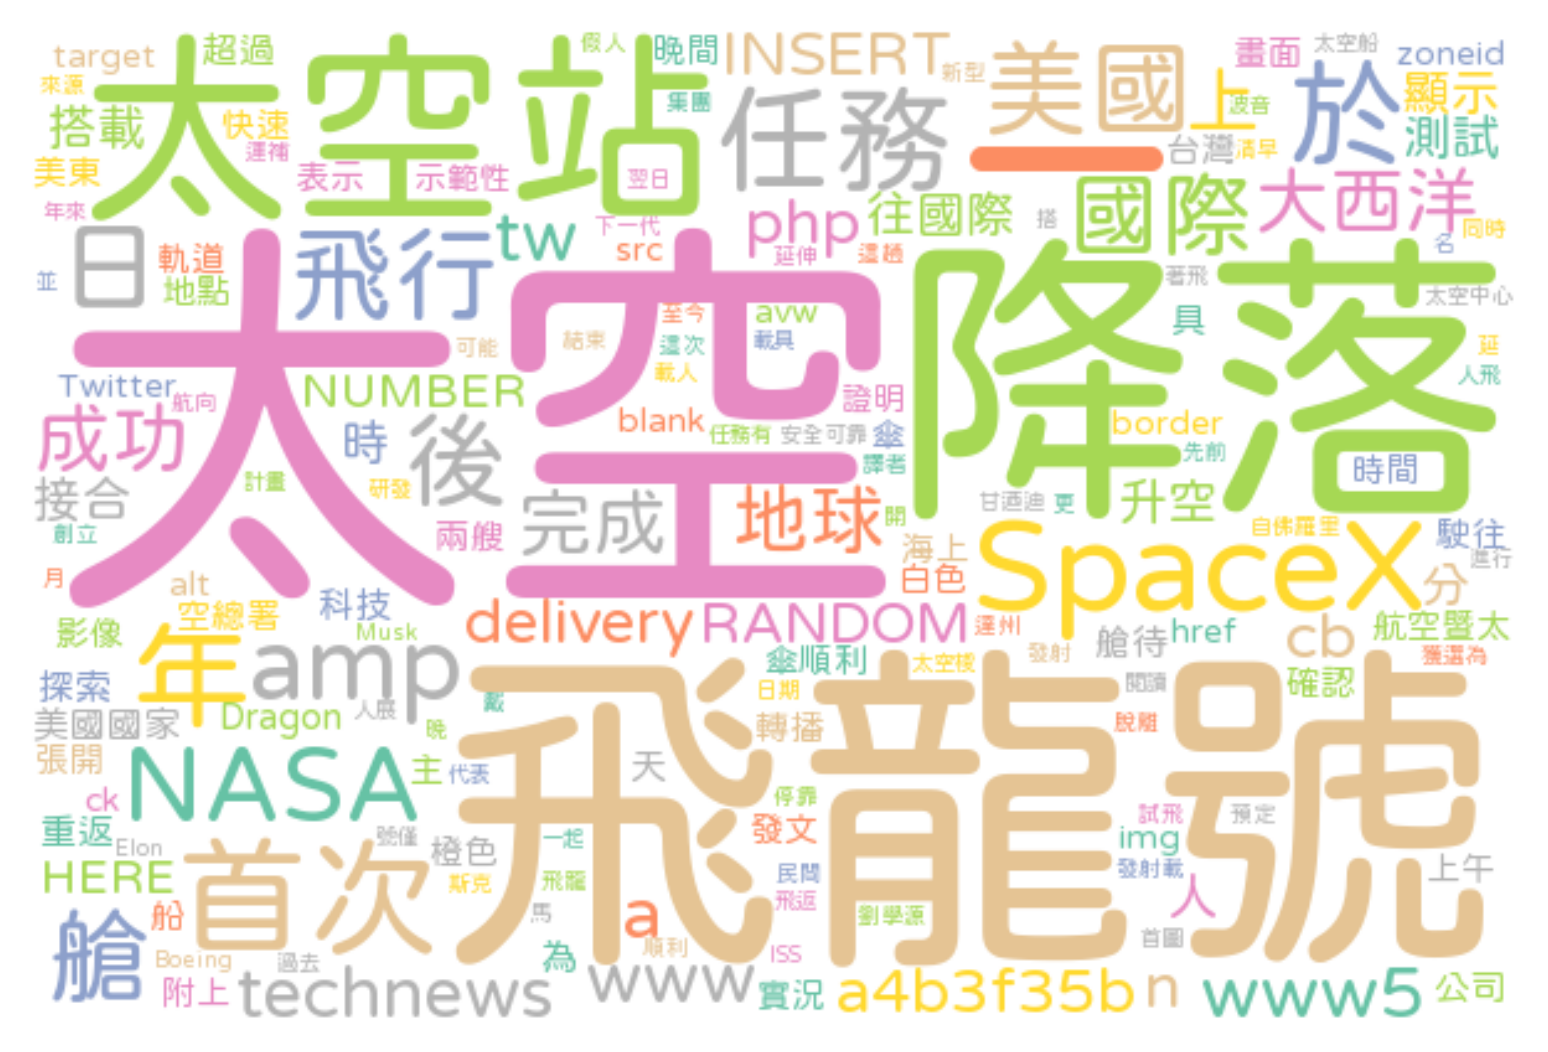 target
超過
太空站
假人
晚間
INSERT
新型
美國
畫面
太空船
zoneid
來源
搭載
快速
運補
集團
任務
一
上
波音
於
顯示
測試
台灣
清早
美東
表示
示範性
翌日
年來
日
軌道
地點
並
飛行
tw
下一代
src
php
延伸
這趟
往國際
搭
國際
大西洋
同時
名
著飛
太空中心
具
延
人飛
太空
降落
可能
結束
至今
這次
載人
avw
載具
Twitter
航向
NUMBER
成功
時
後
blank
任務有
安全可靠
傘
證明
譯者
border
先前
時間
接合
計畫
研發
創立
兩艘
完成
地球
開
甘迺迪
更
升空
自佛羅里
駛往
進行
月
alt
空總署
科技
海上
白色
SpaceX
分
影像
年
Musk
amp
delivery
RANDOM
達州
艙待
href
cb
航空暨太
獲選為
探索
美國國家
Dragon
人展
晚
戴
傘順利
太空梭
發射
日期
轉播
閱讀
脫離
確認
飛龍號
張開
ck
NASA
主
代表
天
停靠
發文
試飛
預定
img
發射載
重返
Elon
號僅
橙色
一起
HERE
首次
斯克
飛龍
民間
飛返
劉學源
人
上午
首圖
艙
船
馬
a
順利
為
ISS
Boeing
過去
附上
technews
www
實況
a4b3f35b
n
www5
公司